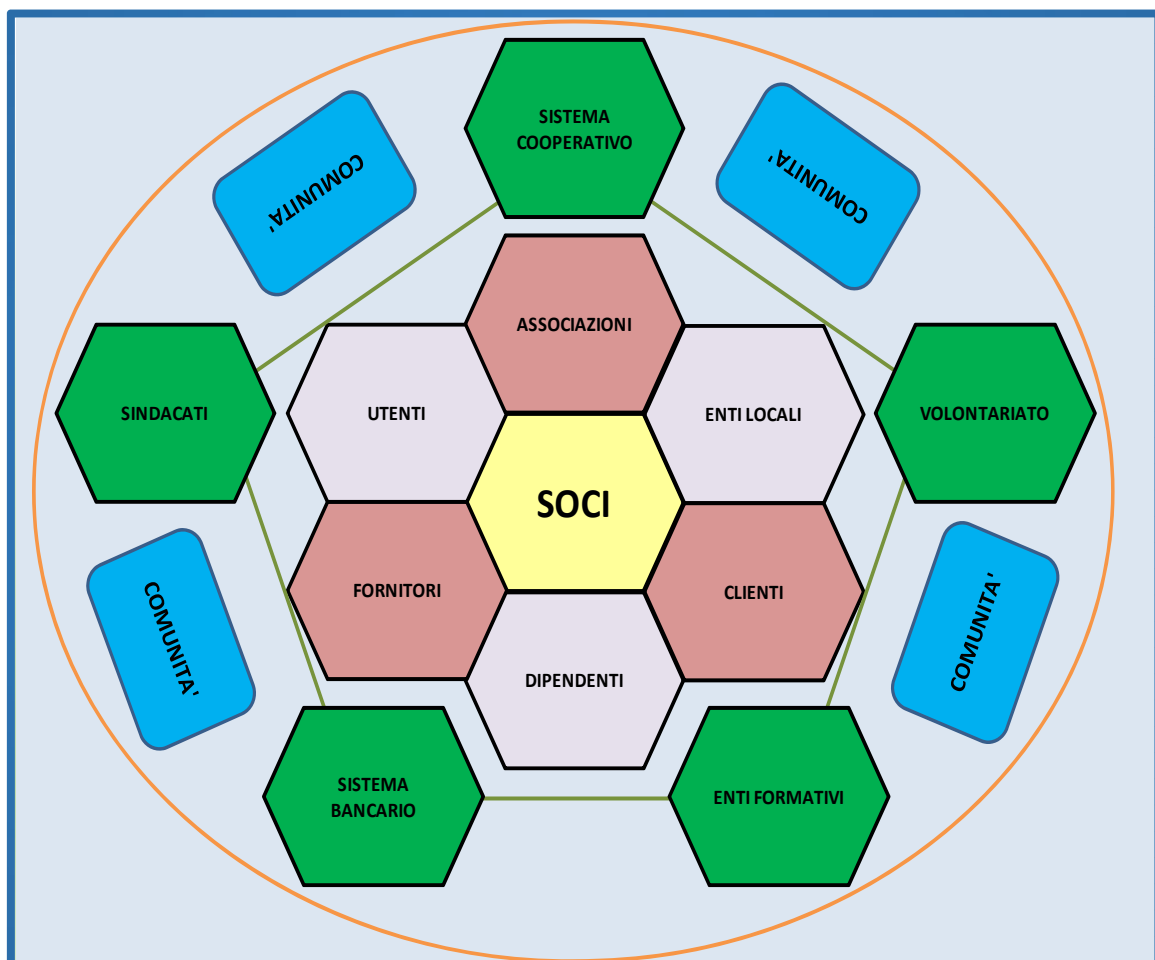 SISTEMA
COOPERATIVO
COMUNITA'
COMUNITA'
ASSOCIAZIONI
SINDACATI
UTENTI
ENTI LOCALI
VOLONTARIATO
SOCI
FORNITORI
CLIENTI
COMUNITA'
COMUNITA'
DIPENDENTI
SISTEMA
BANCARIO
ENTI FORMATIVI